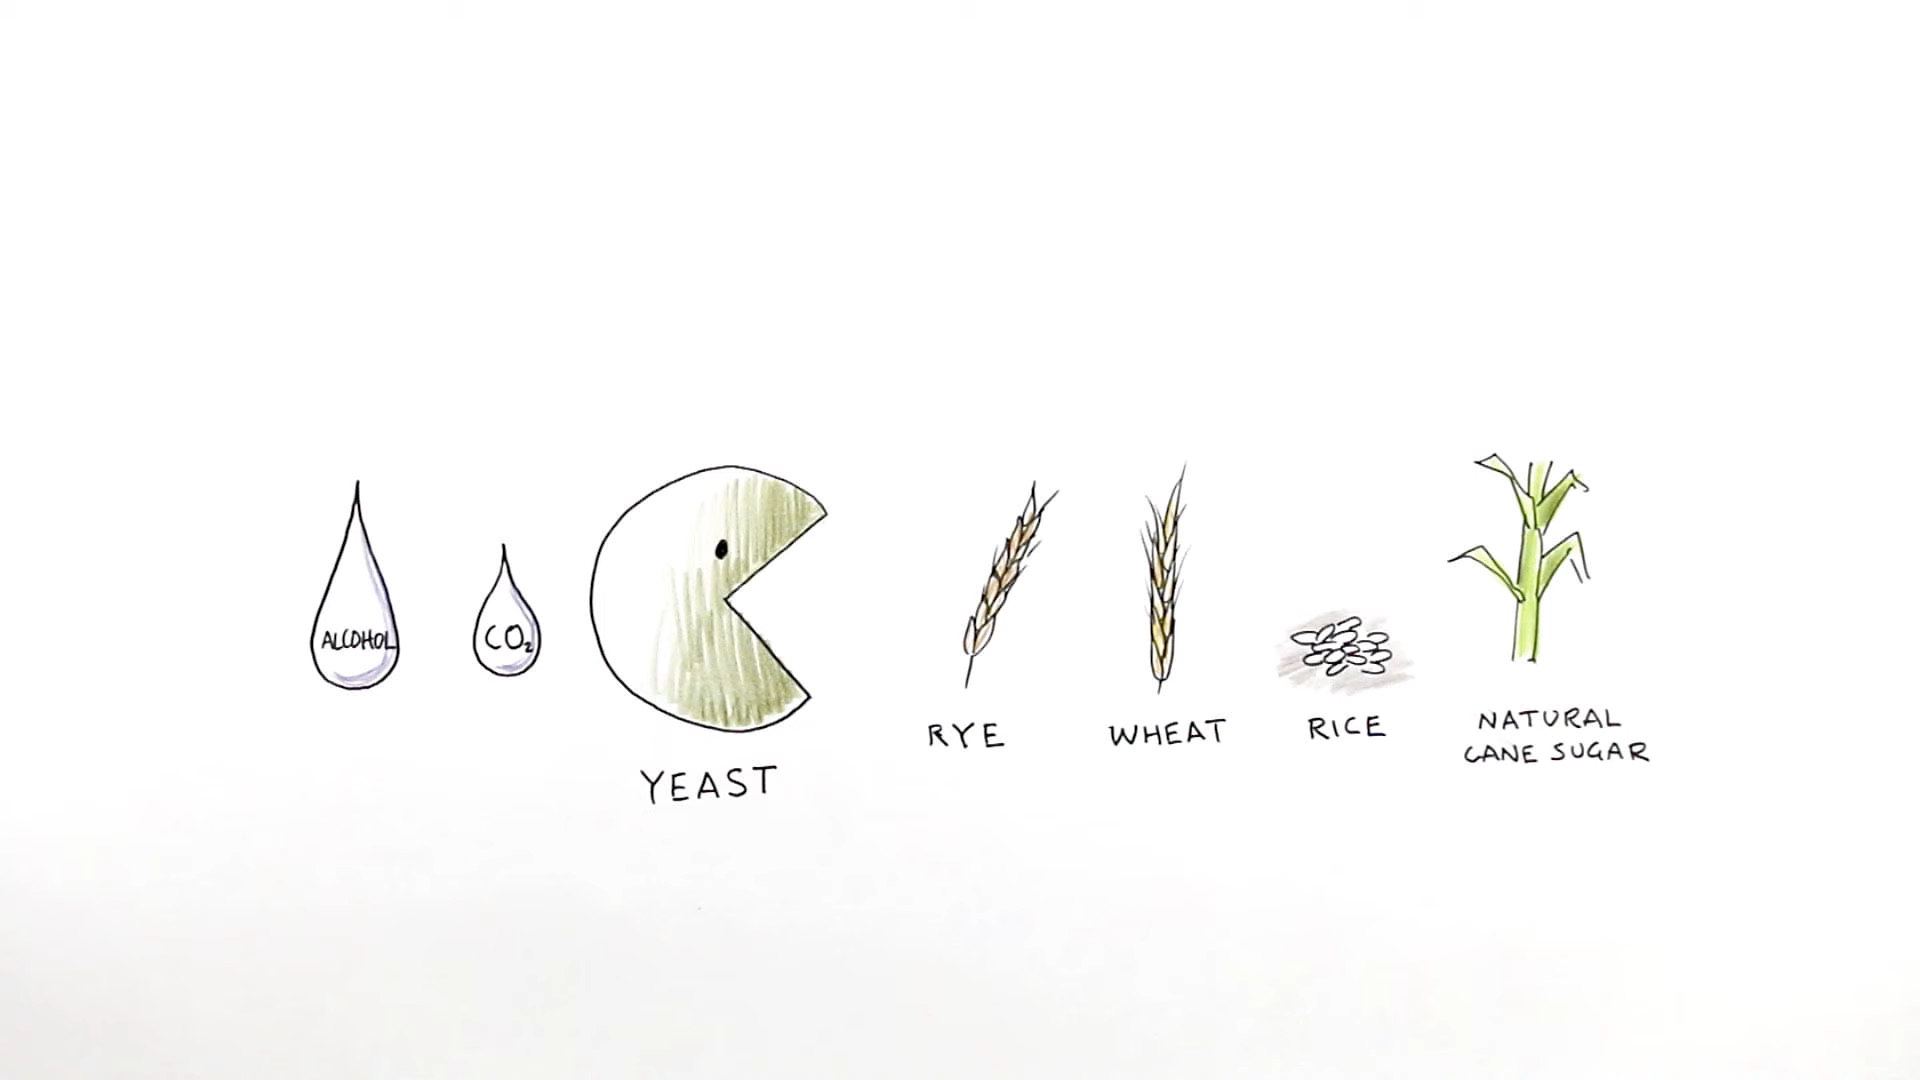 ALCOHOL
CO₂
YEAST
RYE
WHEAT
RICE
NATURAL
CANE SUGAR